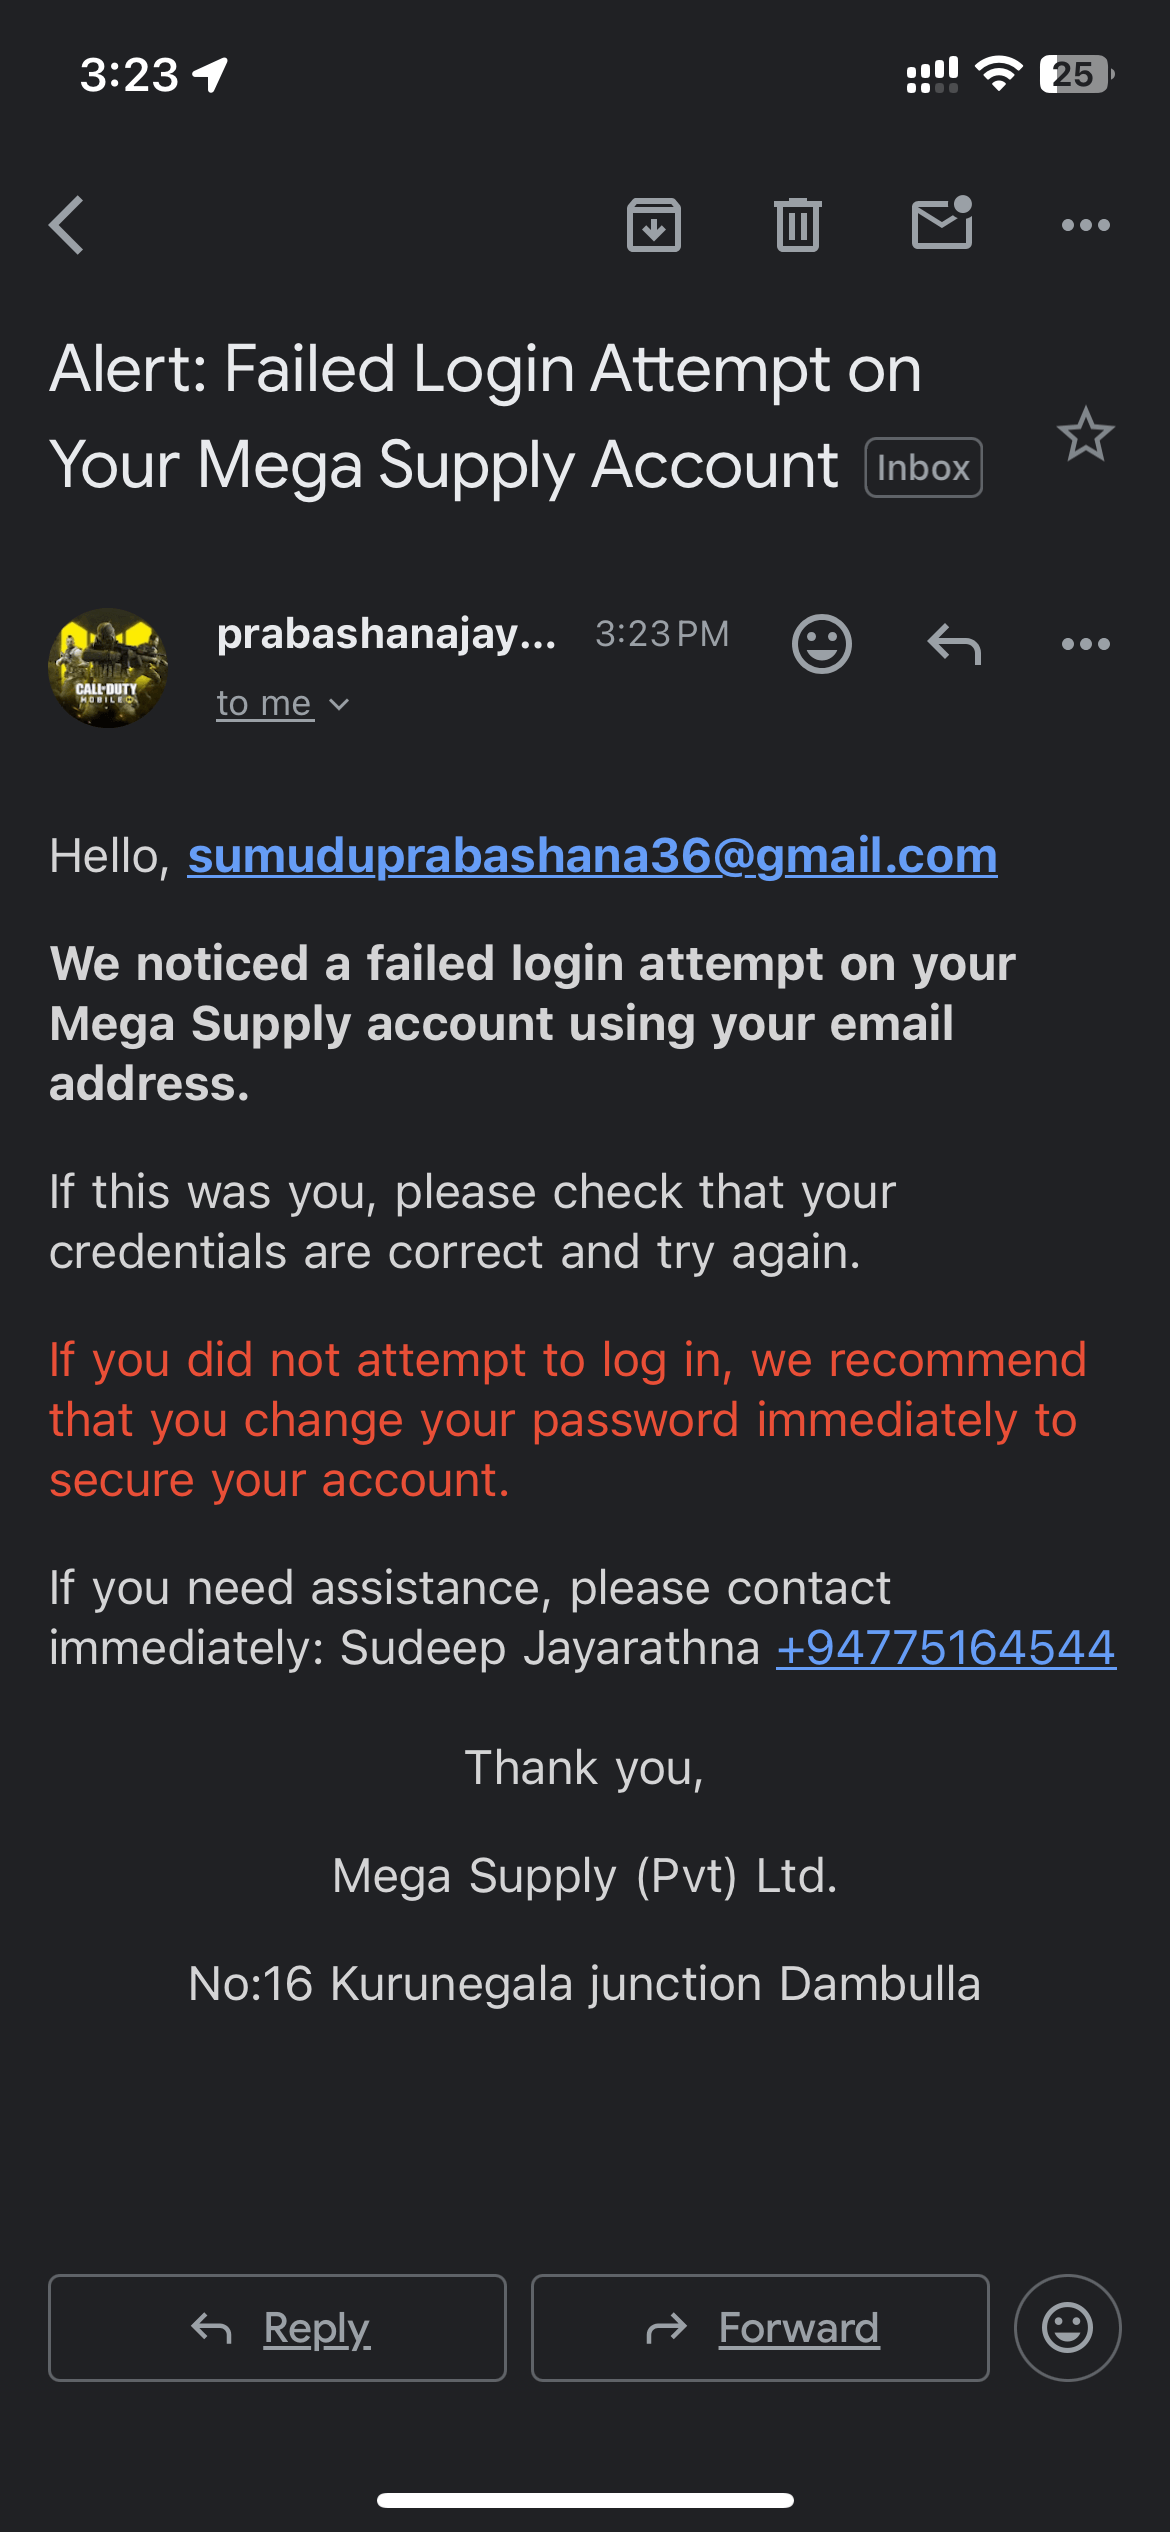 3:23
25
Alert: Failed Login Attempt on
Your Mega Supply Account Inbox
prabashanajay... 3:23 PM
to me
CALL OF DUTY
MOBILE
Hello, sumuduprabashana36@gmail.com
We noticed a failed login attempt on your
Mega Supply account using your email
address.
If this was you, please check that your
credentials are correct and try again.
If you did not attempt to log in, we recommend
that you change your password immediately to
secure your account.
If you need assistance, please contact
immediately: Sudeep Jayarathna +94775164544
Thank you,
Mega Supply (Pvt) Ltd.
No:16 Kurunegala junction Dambulla
Reply Forward